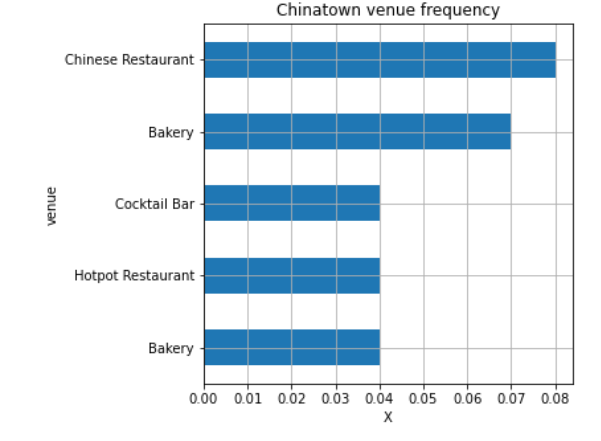 Chinatown venue frequency
Chinese Restaurant
Bakery
Cocktail Bar
Hotpot Restaurant
Bakery
venue
0.00 0.01 0.02 0.03 0.04 0.05 0.06 0.07 0.08
X